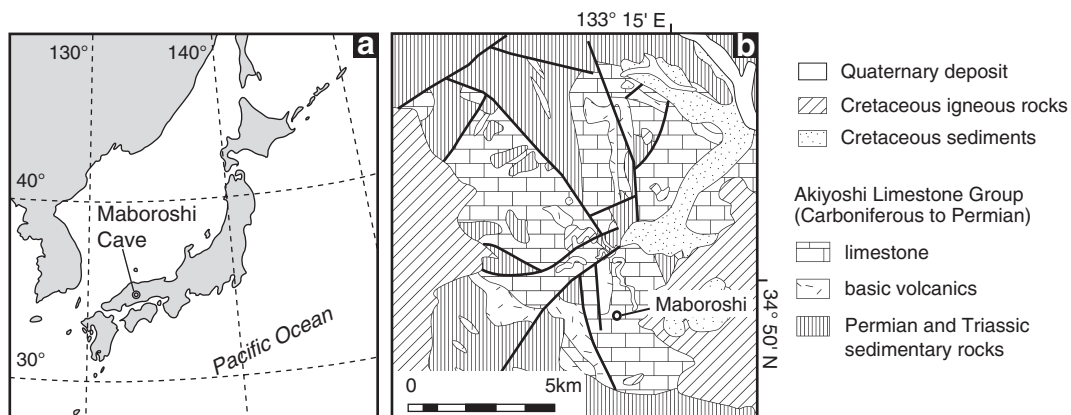 130°
140°
a
40°
Maboroshi
Cave
30°
Pacific Ocean
133° 15' E
b
Maboroshi
34° 50' N
0
5km
Quaternary deposit
Cretaceous igneous rocks
Cretaceous sediments
Akiyoshi Limestone Group
(Carboniferous to Permian)
limestone
basic volcanics
Permian and Triassic
sedimentary rocks